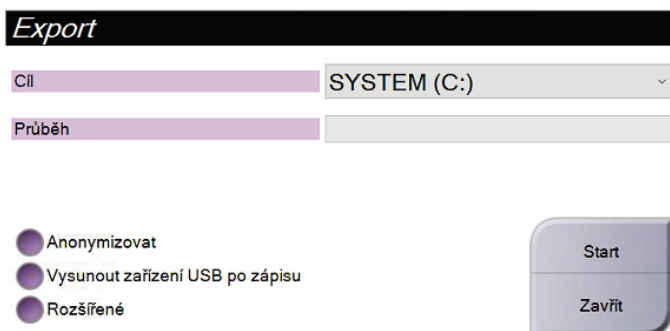 Export
Cíl
SYSTEM (C:)
Průběh
Anonymizovat
Vysunout zařízení USB po zápisu
Rozšířené
Start
Zavřít